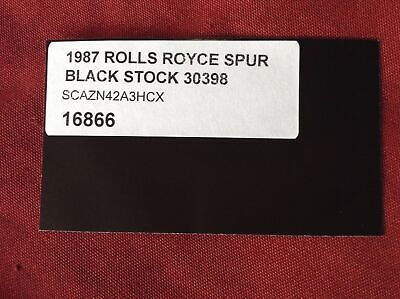 1987 ROLLS ROYCE SPUR
BLACK STOCK 30398
SCAZN42A3HCX
16866